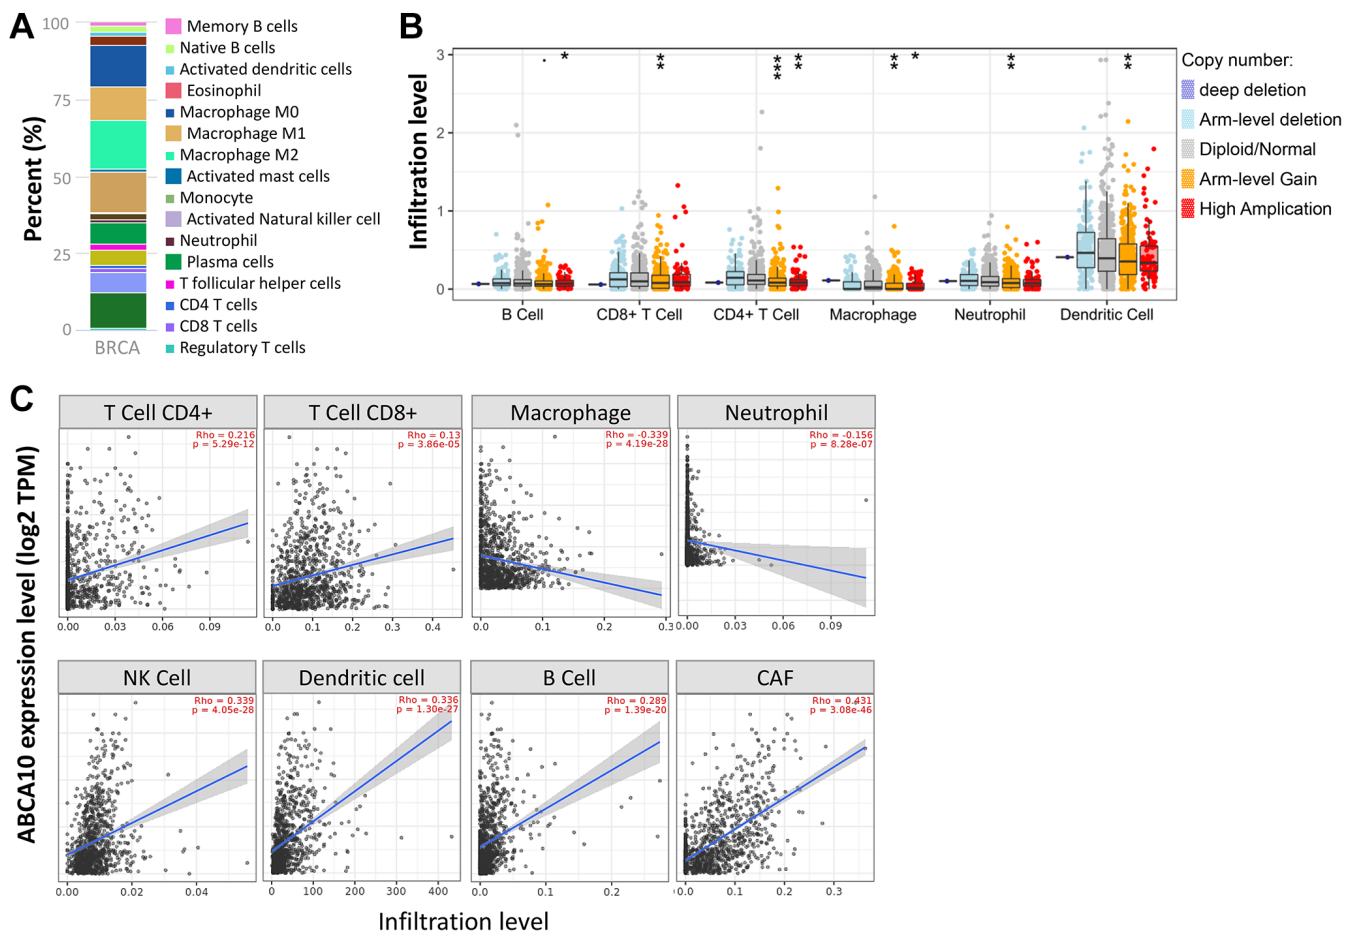 A
100
75
50
25
0
Percent (%)
BRCA
Memory B cells
Native B cells
Activated dendritic cells
Eosinophil
Macrophage M0
Macrophage M1
Macrophage M2
Activated mast cells
Monocyte
Activated Natural killer cell
Neutrophil
Plasma cells
T follicular helper cells
CD4 T cells
CD8 T cells
Regulatory T cells
B
Infiltration level
3
2
1
0
. * ** *** ** ** * ** **
B Cell CD8+ T Cell CD4+ T Cell Macrophage Neutrophil Dendritic Cell
Copy number:
deep deletion
Arm-level deletion
Diploid/Normal
Arm-level Gain
High Amplication
C
ABCA10 expression level (log2 TPM)
T Cell CD4+
Rho = 0.216
p = 5.29e-12
0.00 0.03 0.06 0.09
T Cell CD8+
Rho = 0.13
p = 3.86e-05
0.0 0.1 0.2 0.3 0.4
Macrophage
Rho = -0.339
p = 4.19e-28
0.0 0.1 0.2 0.3
Neutrophil
Rho = -0.156
p = 8.28e-07
0.00 0.03 0.06 0.09
NK Cell
Rho = 0.339
p = 4.05e-28
0.00 0.02 0.04
Dendritic cell
Rho = 0.336
p = 1.30e-27
0 100 200 300 400
B Cell
Rho = 0.289
p = 1.39e-20
0.0 0.1 0.2
CAF
Rho = 0.431
p = 3.08e-46
0.0 0.1 0.2 0.3
Infiltration level